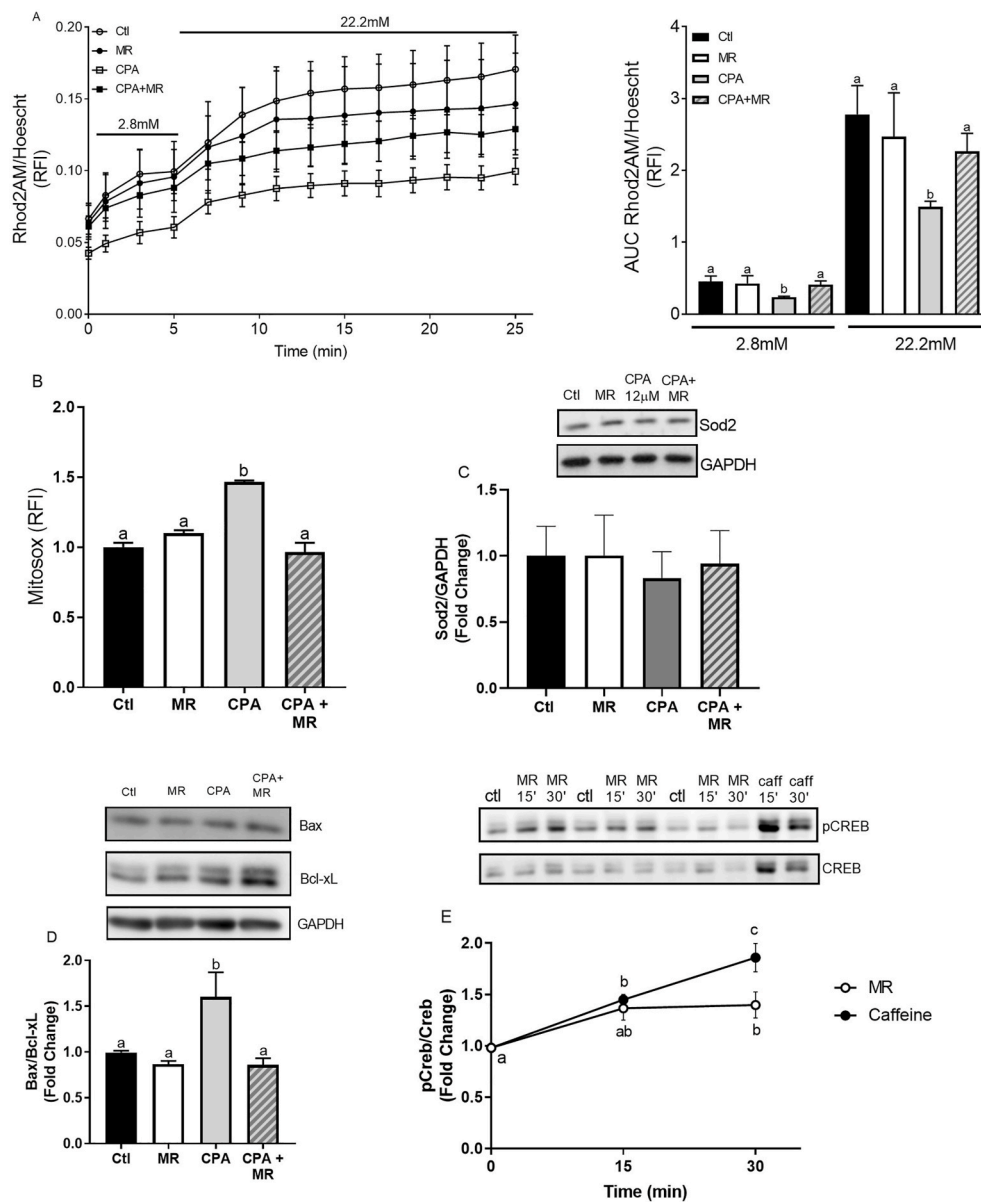 A
0.20
0.15
0.10
0.05
0.00
Rhod2AM/Hoescht
(RFI)
Ctl
MR
CPA
CPA+MR
2.8mM
22.2mM
0
5
10
15
20
25
Time (min)
AUC Rhod2AM/Hoescht
(RFI)
4
3
2
1
0
Ctl
MR
CPA
CPA+MR
a
a
b
a
a
a
b
a
2.8mM
22.2mM
B
Mitosox (RFI)
2.0
1.5
1.0
0.5
0.0
a
a
b
a
Ctl
MR
CPA
CPA +
MR
Ctl
MR
CPA
12µM
CPA+
MR
Sod2
GAPDH
C
Sod2/GAPDH
(Fold Change)
1.5
1.0
0.5
0.0
Ctl
MR
CPA
CPA +
MR
Ctl
MR
CPA
CPA+
MR
Bax
Bcl-xL
GAPDH
D
Bax/Bcl-xL
(Fold Change)
2.0
1.5
1.0
0.5
0.0
a
a
b
a
Ctl
MR
CPA
CPA +
MR
ctl
MR
15'
MR
30'
ctl
MR
15'
MR
30'
ctl
MR
15'
MR
30'
caff
15'
caff
30'
pCREB
CREB
E
pCreb/Creb
(Fold Change)
2.0
1.5
1.0
0.5
0.0
a
b
ab
c
b
0
15
30
Time (min)
MR
Caffeine